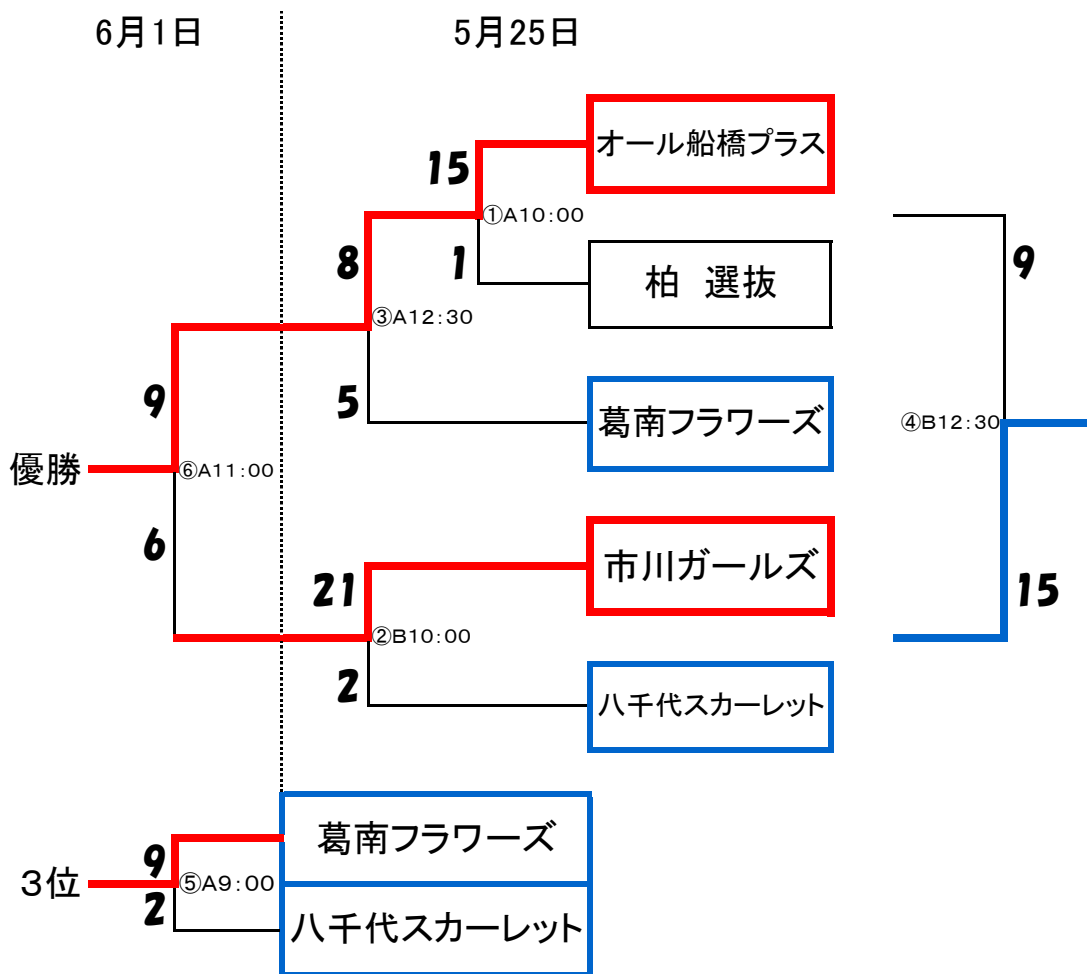 6月1日
5月25日
オール船橋プラス
15
①A10:00
1
柏 選抜
8
③A12:30
9
5
葛南フラワーズ
④B12:30
9
優勝
⑥A11:00
6
市川ガールズ
21
②B10:00
15
2
八千代スカーレット
葛南フラワーズ
9
3位
⑤A9:00
2
八千代スカーレット